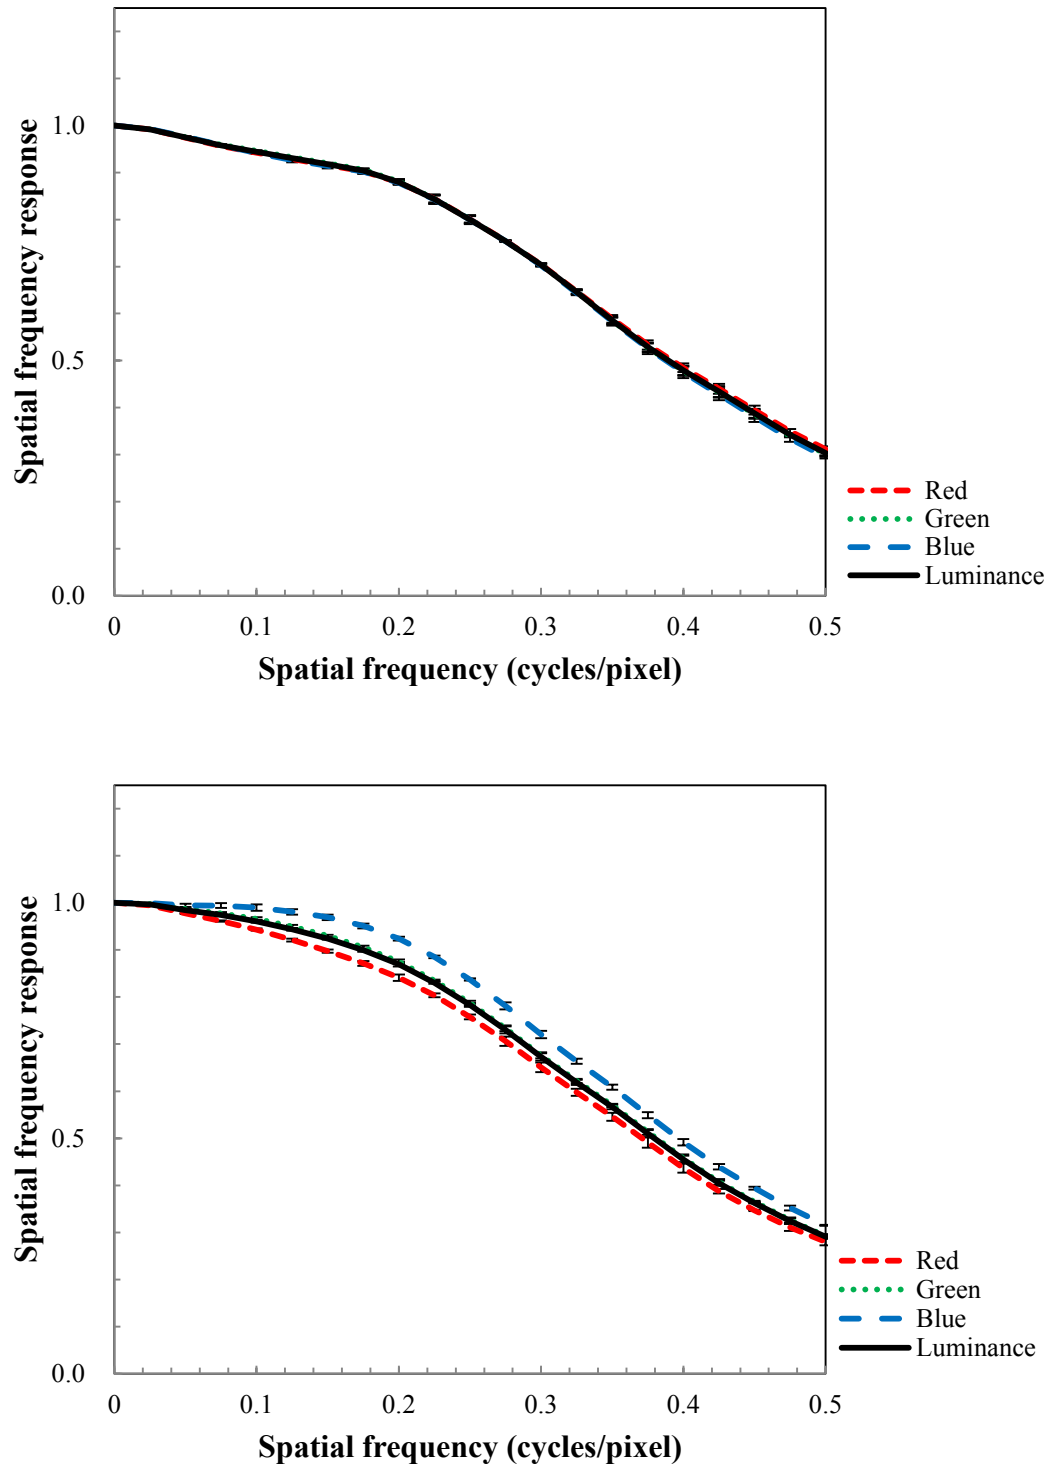 Spatial frequency response
1.0
0.5
0.0
0 0.1 0.2 0.3 0.4 0.5
Spatial frequency (cycles/pixel)
Red
Green
Blue
Luminance
Spatial frequency response
1.0
0.5
0.0
0 0.1 0.2 0.3 0.4 0.5
Spatial frequency (cycles/pixel)
Red
Green
Blue
Luminance